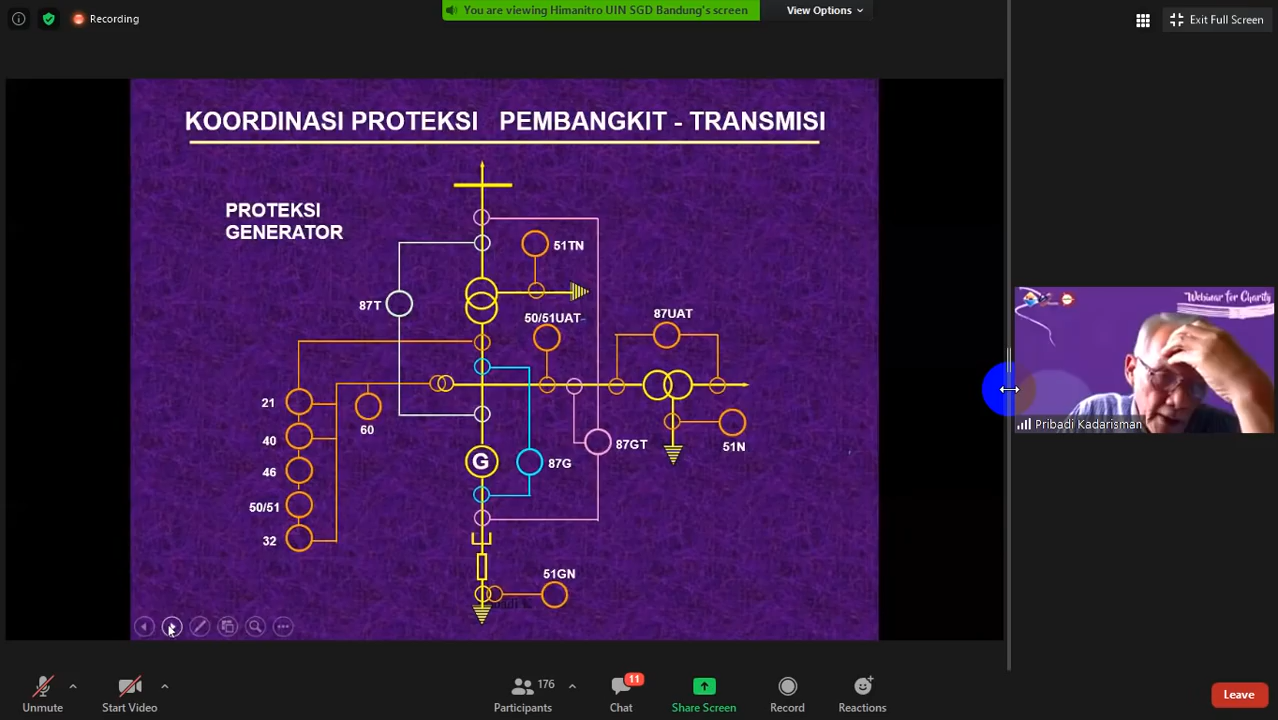 Recording
You are viewing Himanitro UIN SGD Bandung's screen
View Options
Exit Full Screen
KOORDINASI PROTEKSI PEMBANGKIT - TRANSMISI
PROTEKSI
GENERATOR
51TN
87T
50/51UAT
87UAT
21
60
40
46
50/51
32
G
87G
87GT
51N
51GN
Webinar for Charity
Pribadi Kadarisman
Unmute
Start Video
176
Participants
11
Chat
Share Screen
Record
Reactions
Leave